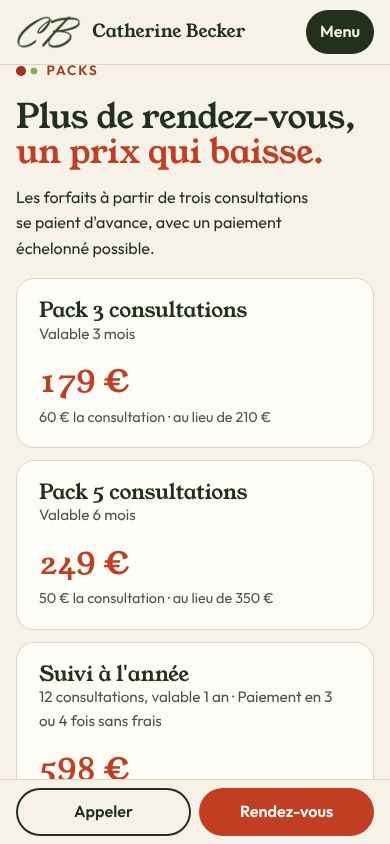 CB Catherine Becker
Menu
PACKS
Plus de rendez-vous,
un prix qui baisse.
Les forfaits à partir de trois consultations
se paient d'avance, avec un paiement
échelonné possible.
Pack 3 consultations
Valable 3 mois
179 €
60 € la consultation · au lieu de 210 €
Pack 5 consultations
Valable 6 mois
249 €
50 € la consultation · au lieu de 350 €
Suivi à l'année
12 consultations, valable 1 an · Paiement en 3
ou 4 fois sans frais
598 €
Appeler
Rendez-vous